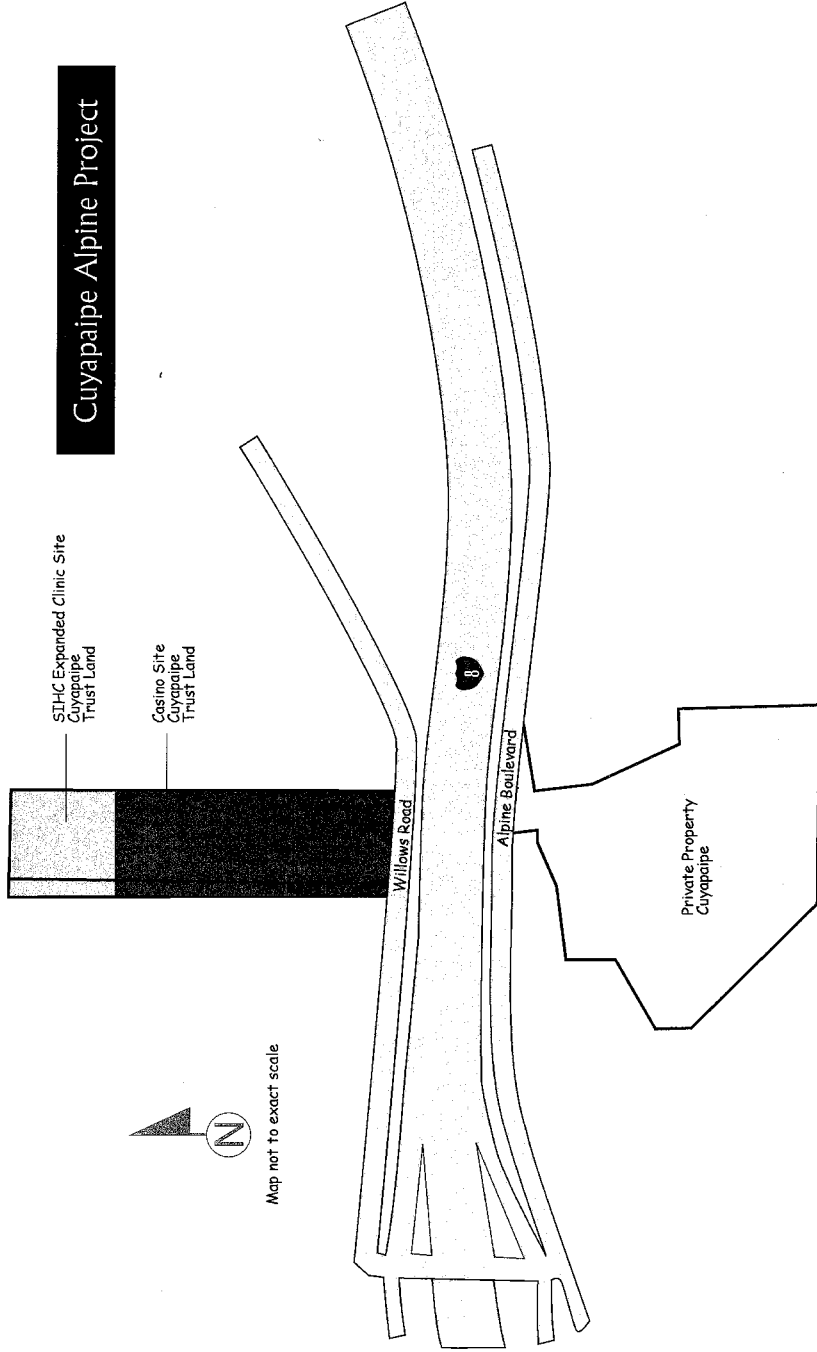 Cuyapaipe Alpine Project
SIHC Expanded Clinic Site
Cuyapaipe
Trust Land
Casino Site
Cuyapaipe
Trust Land
N
Map not to exact scale
Willows Road
8
Alpine Boulevard
Private Property
Cuyapaipe